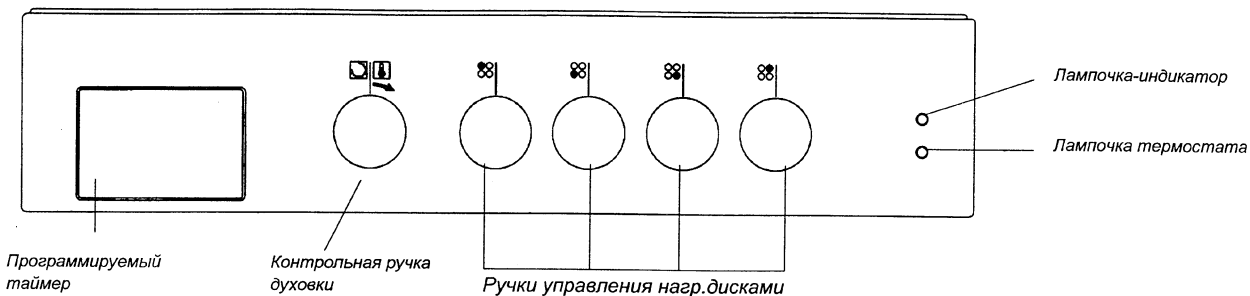 Лампочка-индикатор
Лампочка термостата
Программируемый
таймер
Контрольная ручка
духовки
Ручки управления нагр.дисками